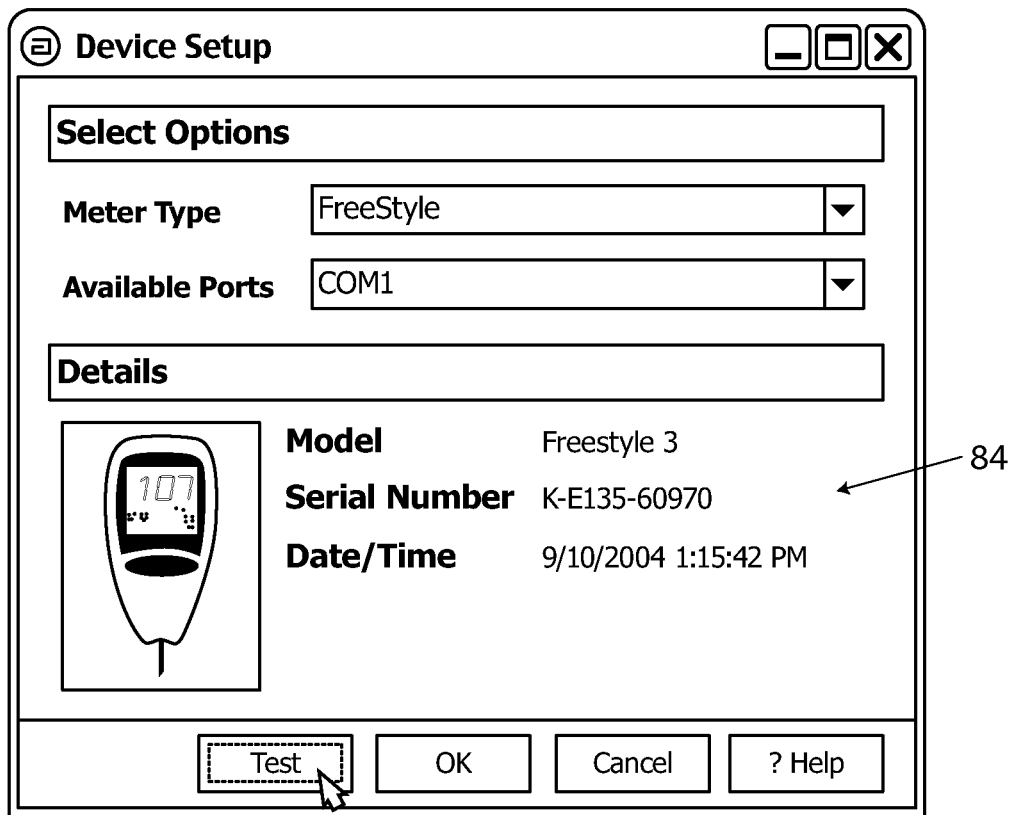 Device Setup
Select Options
Meter Type FreeStyle
Available Ports COM1
Details
107
Model Freestyle 3
Serial Number K-E135-60970
Date/Time 9/10/2004 1:15:42 PM
84
Test OK Cancel ? Help